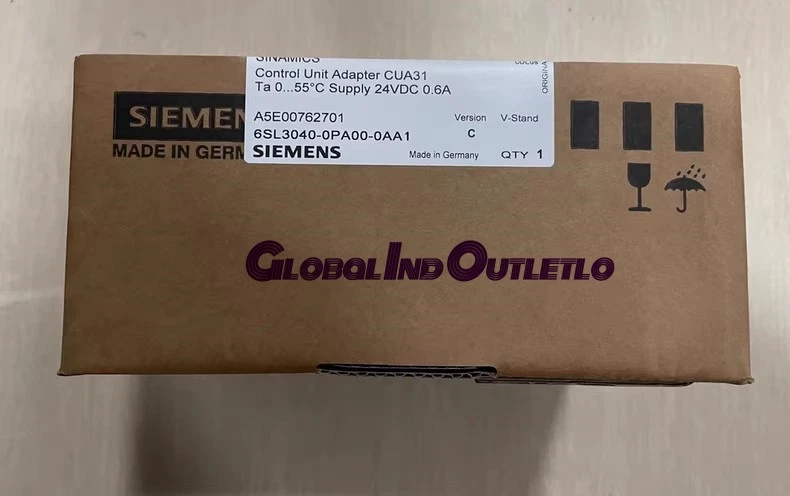 SINAMICS
Control Unit Adapter CUA31
Ta 0...55°C Supply 24VDC 0.6A
A5E00762701
Version V-Stand
6SL3040-0PA00-0AA1 C
SIEMENS Made in Germany QTY 1
ORIGINA
SIEMEN
MADE IN GERM
GLOBAL IND OUTLETLO